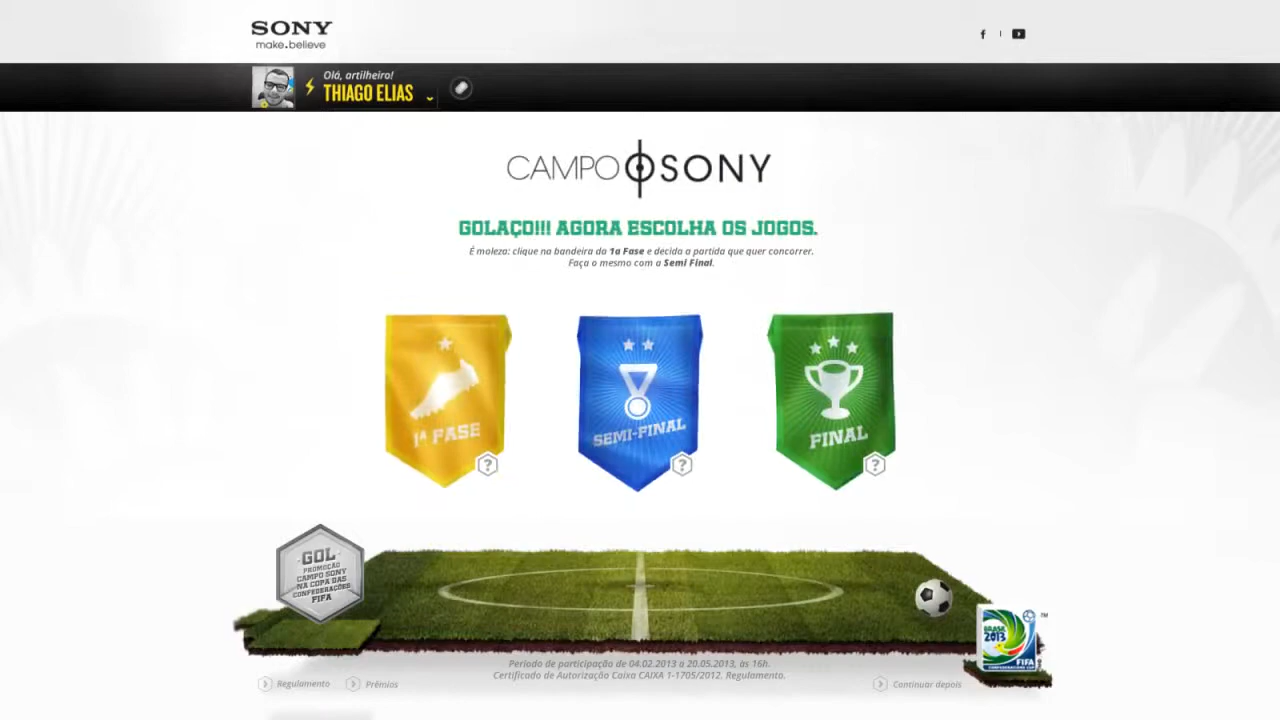 SONY
make.believe
Olá, artilheiro!
THIAGO ELIAS
CAMPO SONY
GOLAÇO!!! AGORA ESCOLHA OS JOGOS.
É moleza: clique na bandeira da 1a Fase e decida a partida que quer concorrer.
Faça o mesmo com a Semi Final.
1ª FASE
SEMI-FINAL
FINAL
?
?
?
GOL
PROMOÇÃO
CAMPO SONY
NA COPA DAS
CONFEDERAÇÕES
FIFA
BRASIL
2013
FIFA
CONFEDERATIONS CUP
TM
Período de participação de 04.02.2013 a 20.05.2013, às 16h.
Certificado de Autorização Caixa CAIXA 1-1705/2012. Regulamento.
Regulamento
Prêmios
Continuar depois